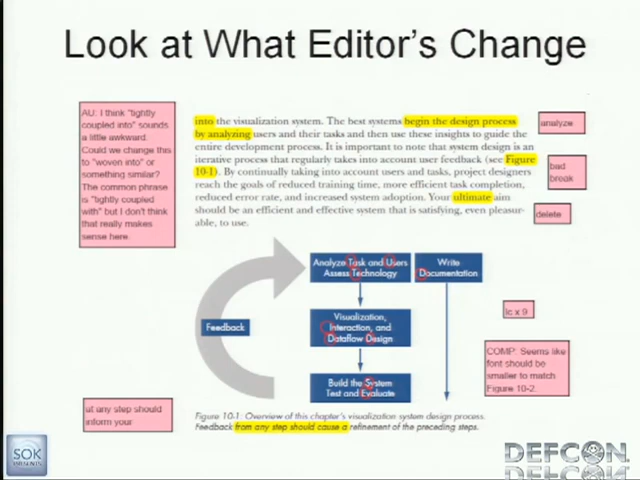 Look at What Editor's Change
AU: I think "tightly
coupled into" sounds
a little awkward.
Could we change this
to "woven into" or
something similar?
The common phrase
is "tightly coupled
with" but I don't think
that really makes
sense here.
into the visualization system. The best systems begin the design process
by analyzing users and their tasks and then use these insights to guide the
entire development process. It is important to note that system design is an
iterative process that regularly takes into account user feedback (see Figure
10-1). By continually taking into account users and tasks, project designers
reach the goals of reduced training time, more efficient task completion,
reduced error rate, and increased system adoption. Your ultimate aim
should be an efficient and effective system that is satisfying, even pleasur-
able, to use.
analyze
bad
break
delete
Analyze Task and Users
Assess Technology
Write
Documentation
Feedback
Visualization,
Interaction, and
Dataflow Design
Build the System
Test and Evaluate
lc x 9
COMP: Seems like
font should be
smaller to match
Figure 10-2.
at any step should
inform your
Figure 10-1: Overview of this chapter's visualization system design process.
Feedback from any step should cause a refinement of the preceding steps.
SOK
DEFCON